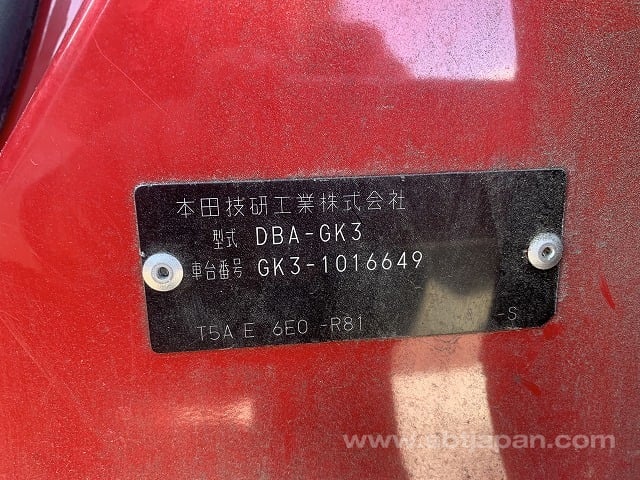 本田技研工業株式会社
型式 DBA-GK3
車台番号 GK3-1016649
T5A E 6E0 -R81 -S
www.sbtjapan.com